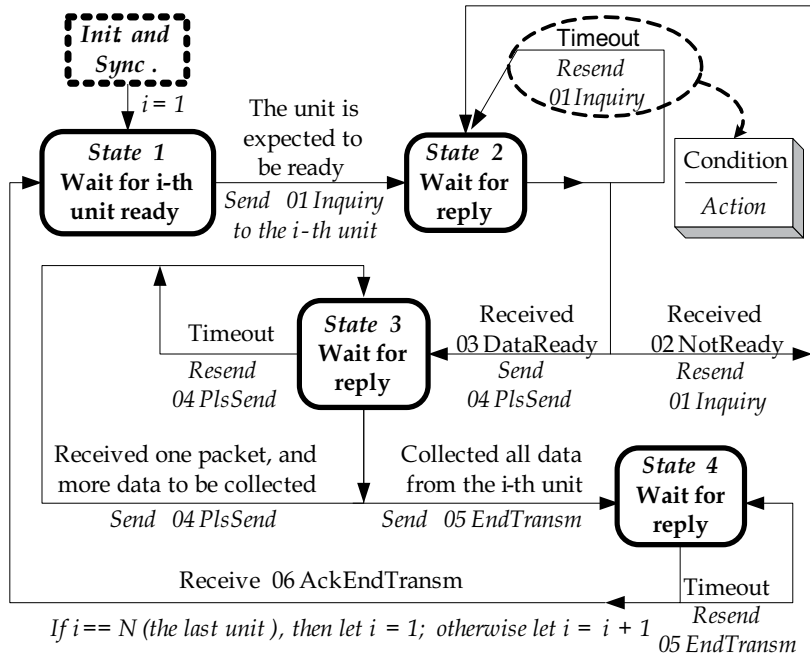 Init. and
Sync .
i = 1
State 1
Wait for i-th
unit ready
The unit is
expected to
be ready
Send 01 Inquiry
to the i-th unit
State 2
Wait for
reply
Timeout
Resend
01 Inquiry
Condition
Action
Timeout
Resend
04 PlsSend
State 3
Wait for
reply
Received
03 DataReady
Send
04 PlsSend
Received
02 NotReady
Resend
01 Inquiry
Received one packet, and
more data to be collected
Send 04 PlsSend
Collected all data
from the i-th unit
Send 05 EndTransm
State 4
Wait for
reply
Receive 06 AckEndTransm
If i == N (the last unit ), then let i = 1; otherwise let i = i + 1
Timeout
Resend
05 EndTransm